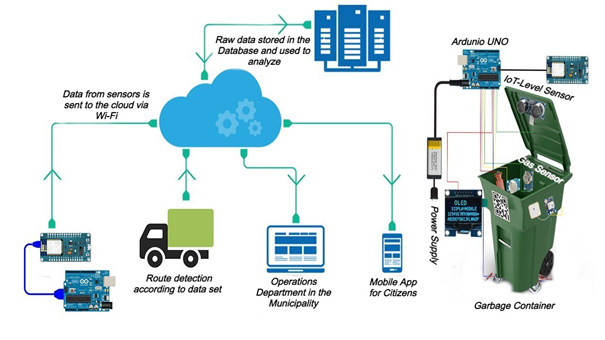 Raw data stored in the
Database and used to
analyze
Data from sensors is
sent to the cloud via
Wi-Fi
Route detection
according to data set
Operations
Department in the
Municipality
Mobile App
for Citizens
Ardunio UNO
IoT-Level Sensor
Gas Sensor
Power Supply
OLED
Garbage Container